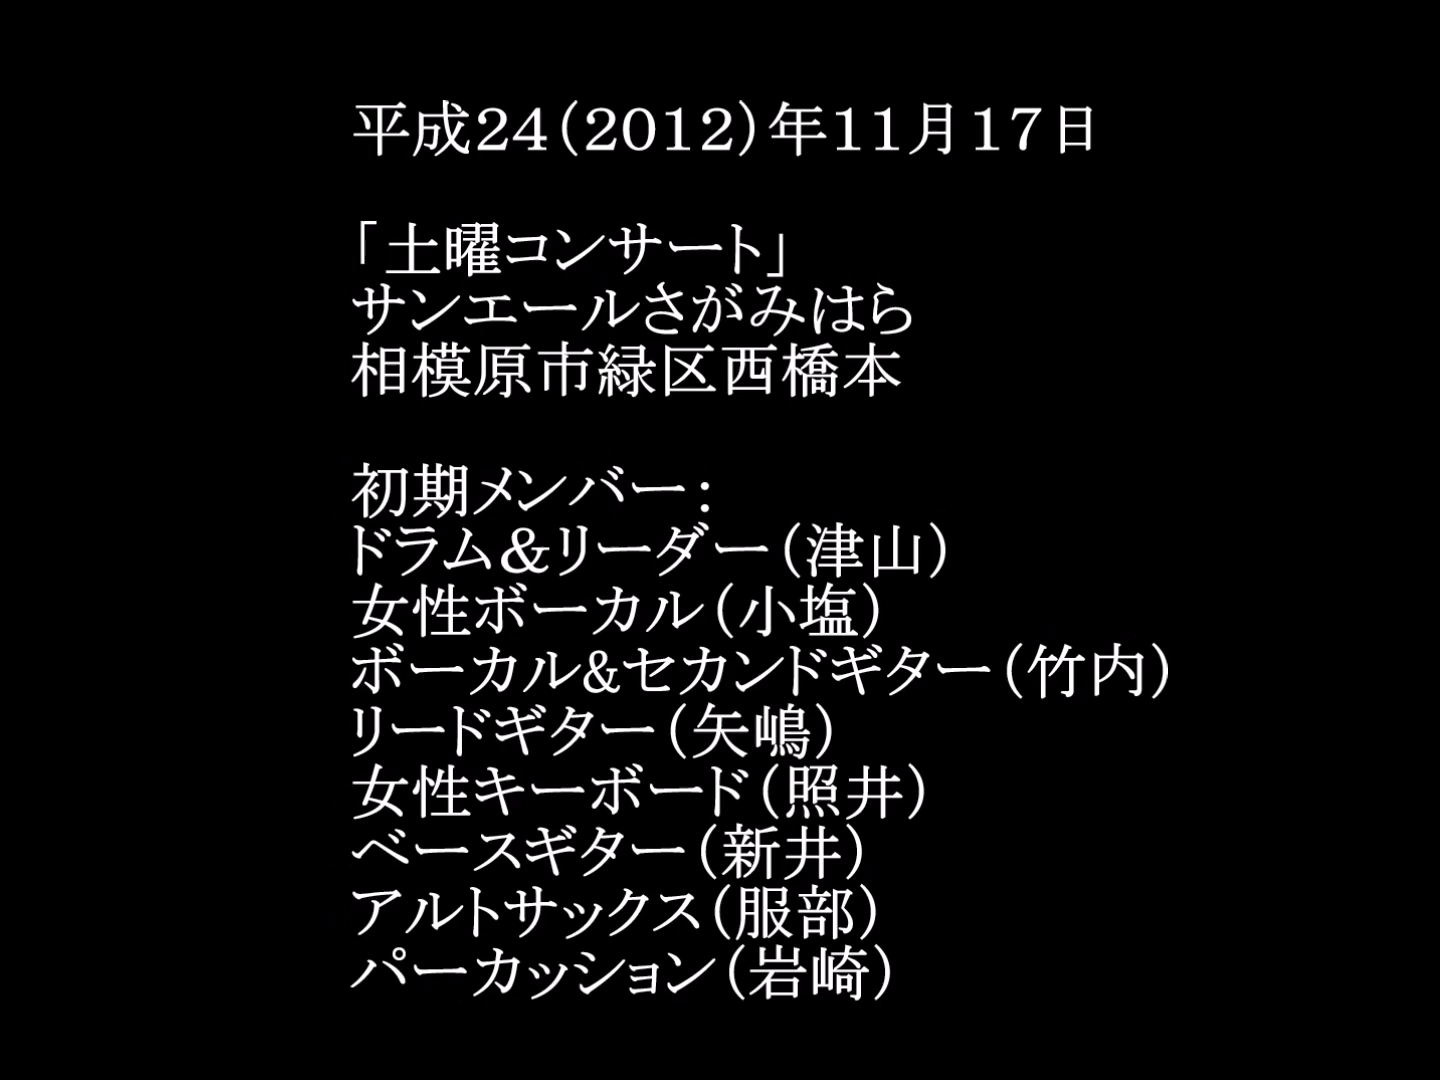 平成２４（２０１２）年１１月１７日
「土曜コンサート」
サンエールさがみはら
相模原市緑区西橋本
初期メンバー：
ドラム＆リーダー（津山）
女性ボーカル（小塩）
ボーカル&セカンドギター（竹内）
リードギター（矢嶋）
女性キーボード（照井）
ベースギター（新井）
アルトサックス（服部）
パーカッション（岩崎）